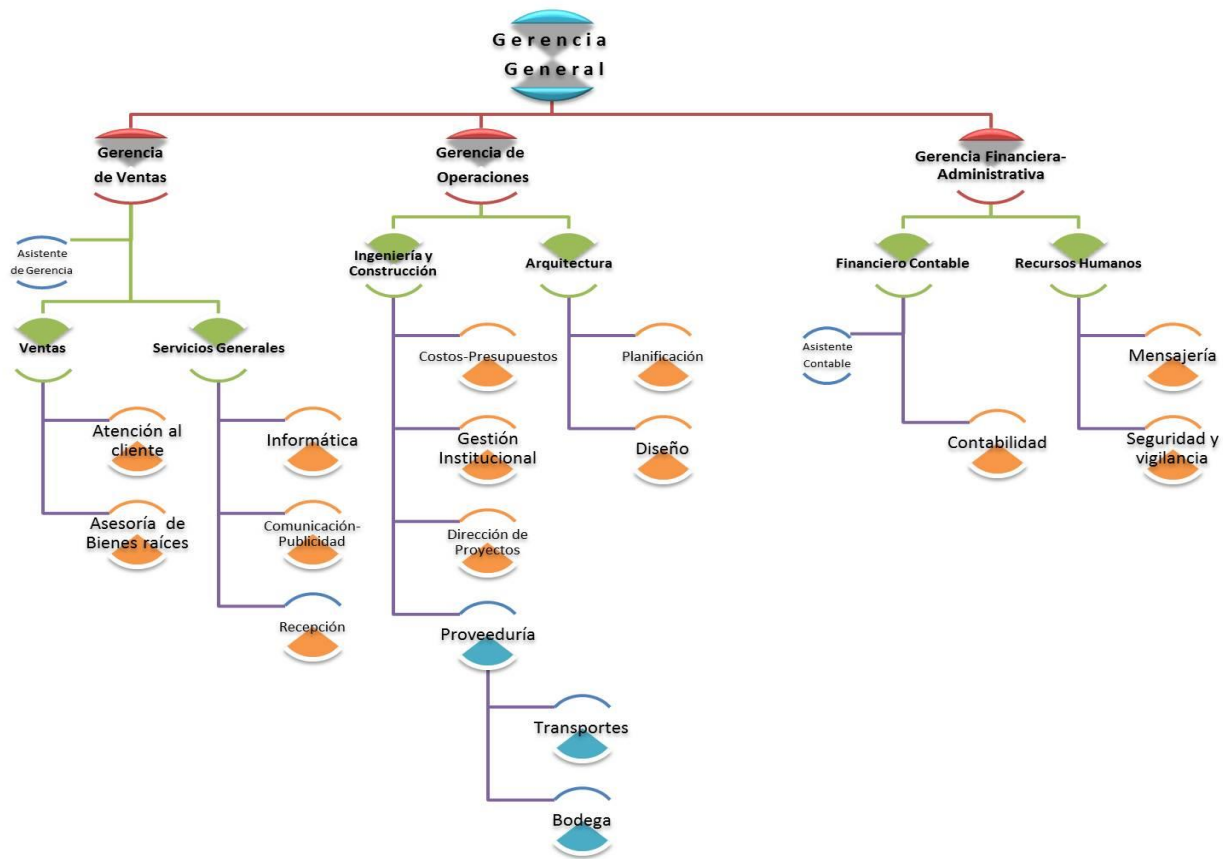 Gerencia
General
Gerencia
de Ventas
Gerencia de
Operaciones
Gerencia Financiera-
Administrativa
Asistente
de Gerencia
Ingeniería y
Construcción
Arquitectura
Financiero Contable
Recursos Humanos
Ventas
Servicios Generales
Costos-Presupuestos
Planificación
Asistente
Contable
Mensajería
Atención al
cliente
Informática
Gestión
Institucional
Diseño
Contabilidad
Seguridad y
vigilancia
Asesoría de
Bienes raíces
Comunicación-
Publicidad
Dirección de
Proyectos
Recepción
Proveeduría
Transportes
Bodega